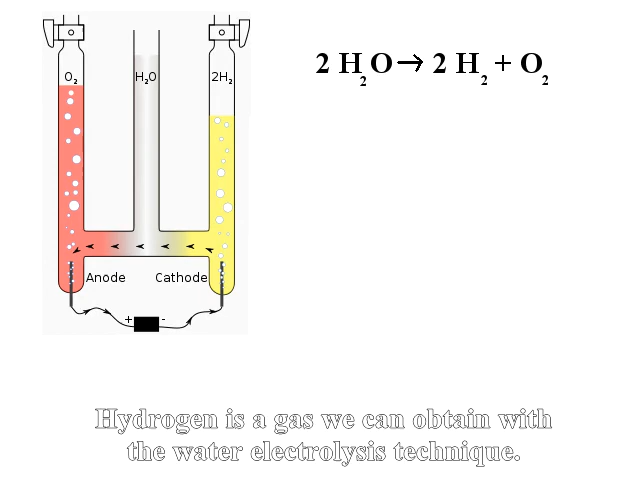 O₂
H₂O
2H₂
2 H₂O→ 2 H₂ + O₂
Anode
Cathode
+
-
Hydrogen is a gas we can obtain with
the water electrolysis technique.